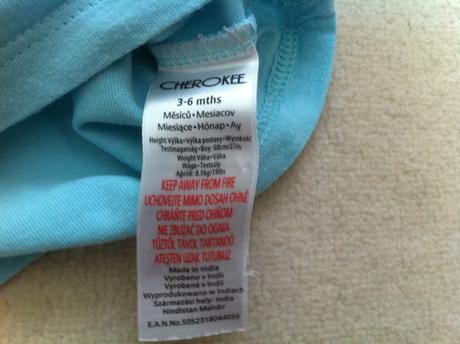 CHEROKEE
3-6 mths
Měsíců • Mesiacov
Miesiące • Hónap • Ay
Height Výška • Výška postavy • Wysokość
Testmagasság • Boy: 68cm/27in
Weight Váha • Váha
Waga • Testsúly
Ağırlık: 8.5kg/19lbs
KEEP AWAY FROM FIRE
UCHOVEJTE MIMO DOSAH OHNĚ
CHRÁŇTE PRED OHŇOM
NIE ZBLIŻAĆ DO OGNIA
TŰZTŐL TÁVOL TARTANDÓ
ATEŞTEN UZAK TUTUNUZ
Made in India
Vyrobeno v Indii
Vyrobené v Indii
Wyprodukowano w Indiach
Származási hely: India
Hindistan Malidir
E.A.N.No.5052318044059